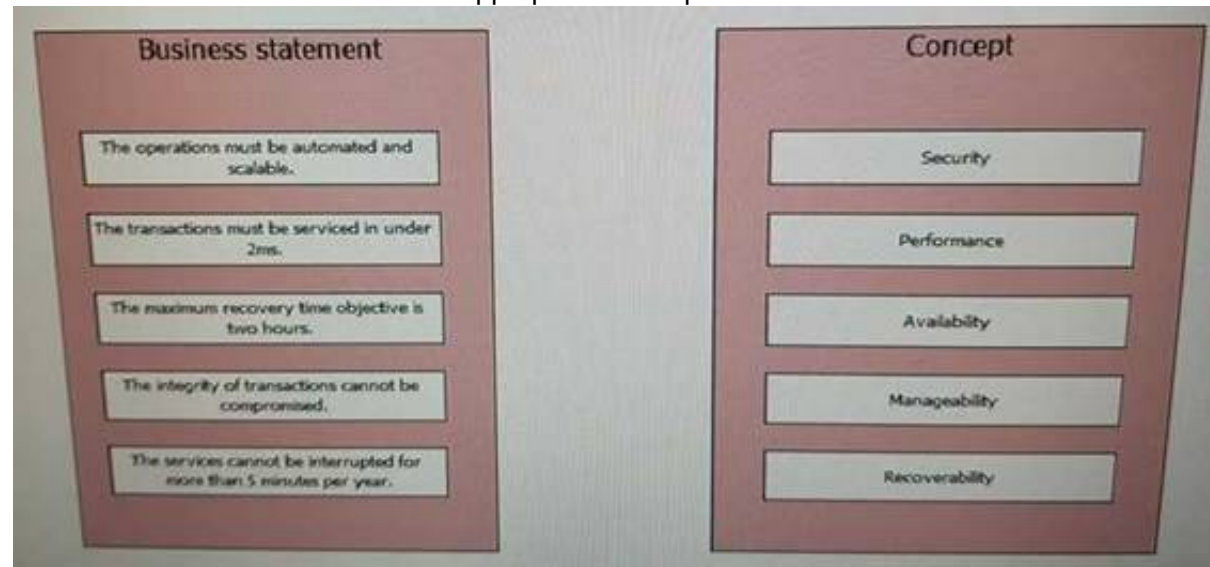 Business statement
The operations must be automated and
scalable.
The transactions must be serviced in under
2ms.
The maximum recovery time objective is
two hours.
The integrity of transactions cannot be
compromised.
The services cannot be interrupted for
more than 5 minutes per year.
Concept
Security
Performance
Availability
Manageability
Recoverability